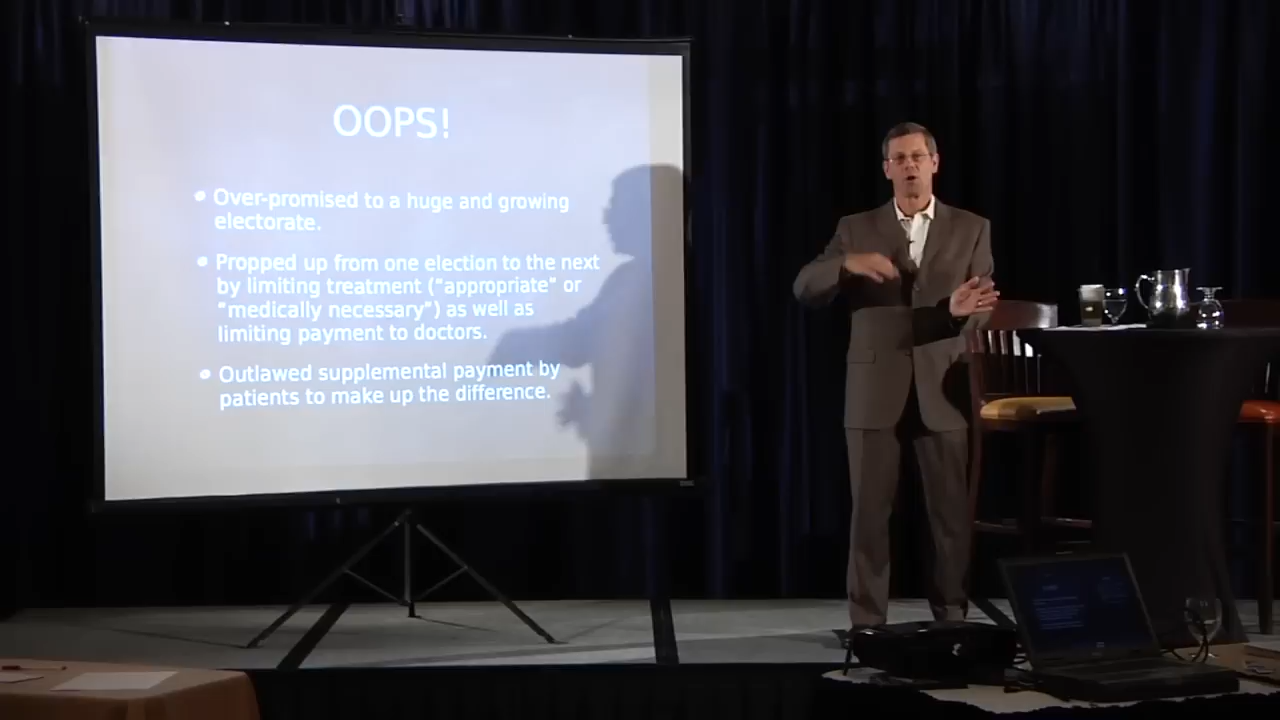 OOPS!
• Over-promised to a huge and growing
electorate.
• Propped up from one election to the next
by limiting treatment ("appropriate" or
"medically necessary") as well as
limiting payment to doctors.
• Outlawed supplemental payment by
patients to make up the difference.